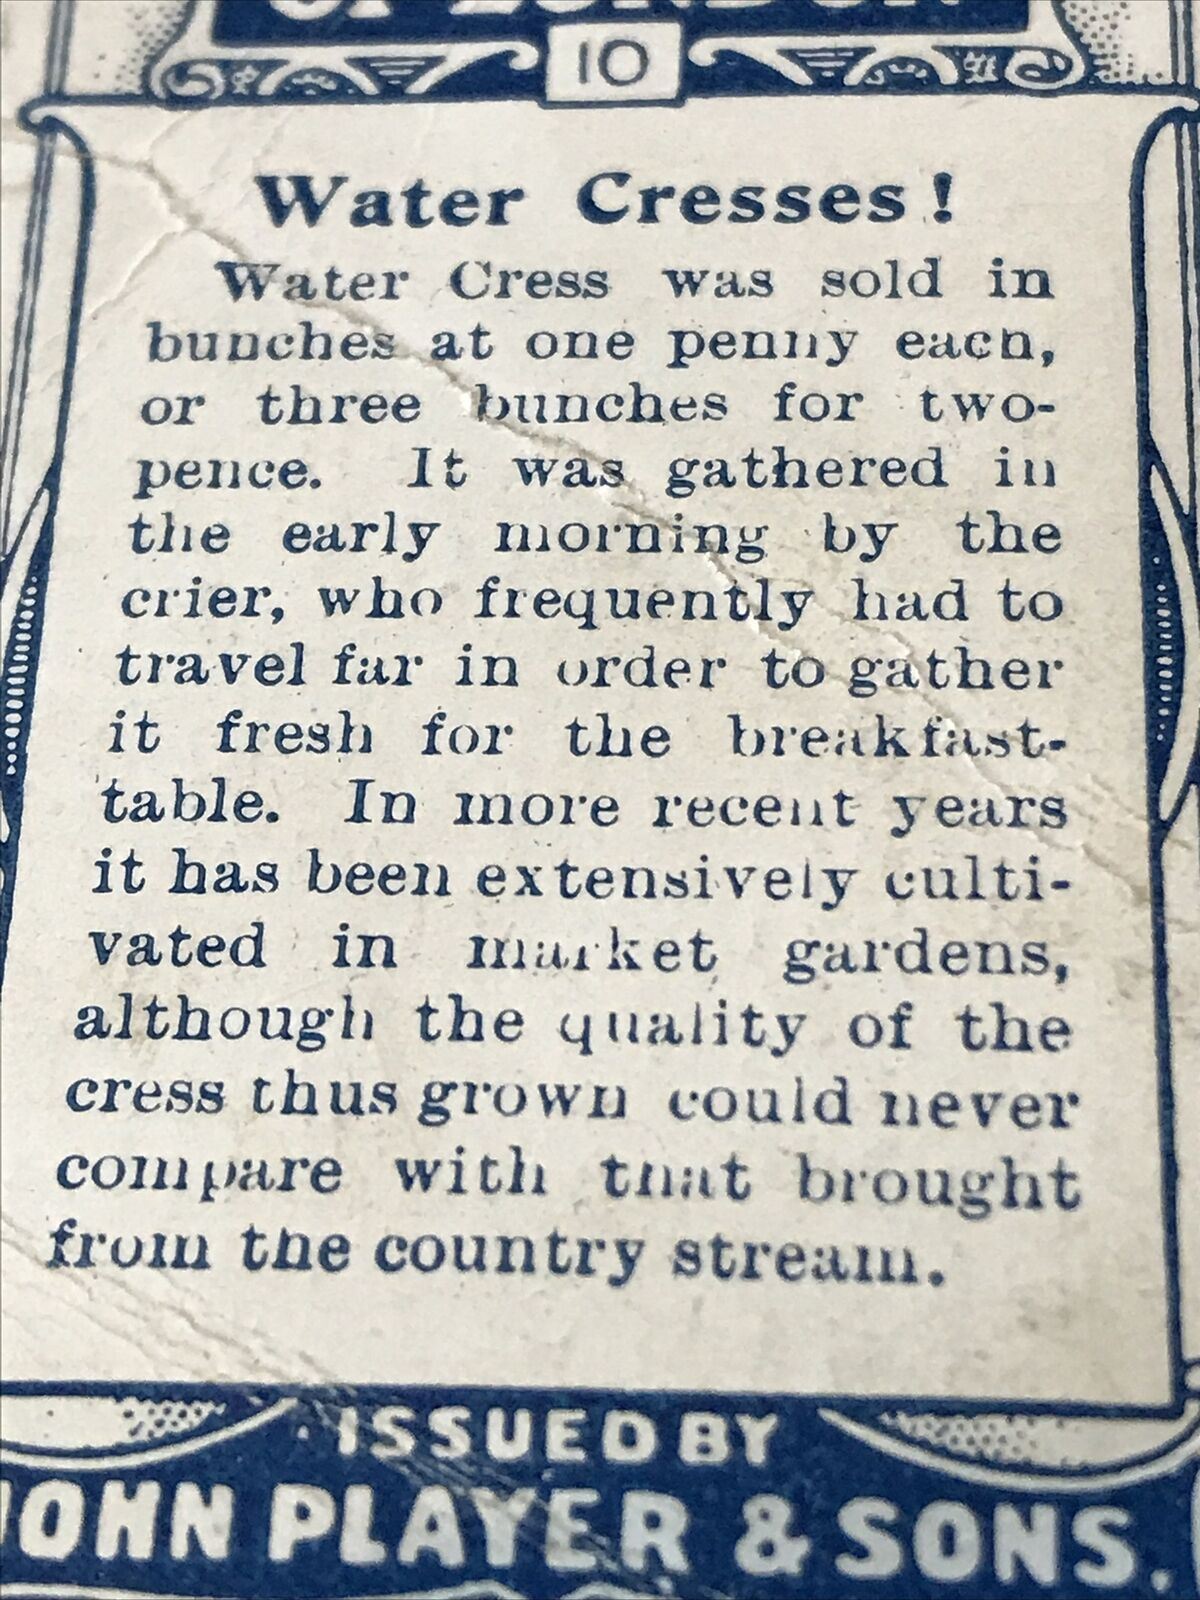 OF LONDON
10
Water Cresses!
Water Cress was sold in
bunches at one penny each,
or three bunches for two-
pence. It was gathered in
the early morning by the
crier, who frequently had to
travel far in order to gather
it fresh for the breakfast-
table. In more recent years
it has been extensively culti-
vated in market gardens,
although the quality of the
cress thus grown could never
compare with that brought
from the country stream.
ISSUED BY
JOHN PLAYER & SONS.